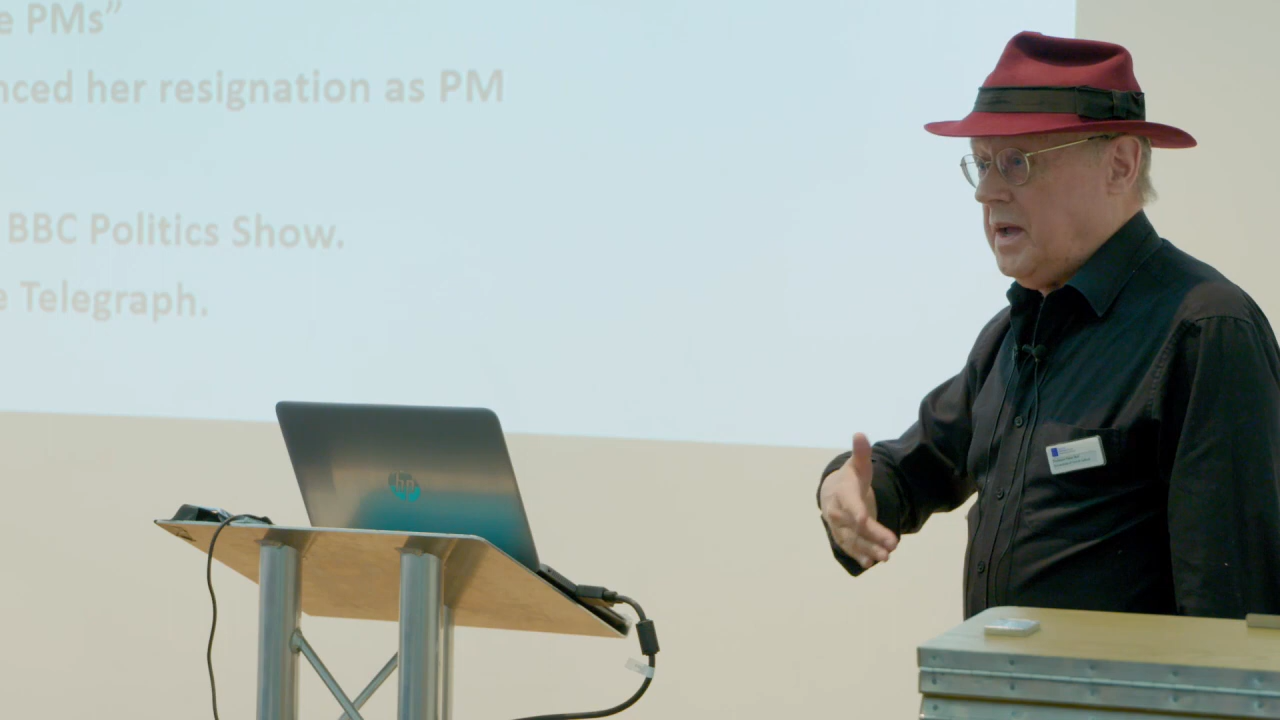 e PMs”
nced her resignation as PM
BBC Politics Show.
e Telegraph.
hp